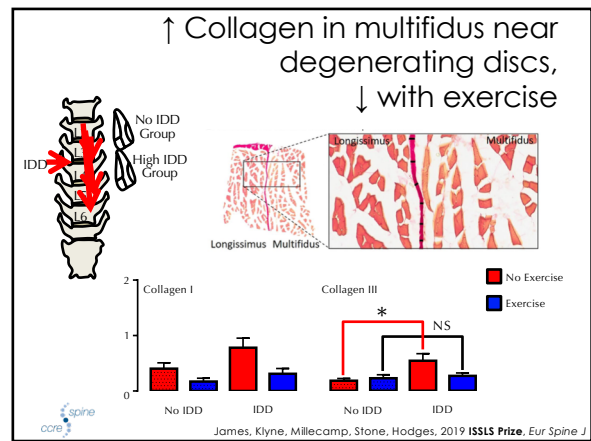 ↑ Collagen in multifidus near
degenerating discs,
↓ with exercise
No IDD
Group
High IDD
Group
IDD
L6
Longissimus
Multifidus
Longissimus Multifidus
No Exercise
Exercise
Collagen I
Collagen III
2
1
0
*
NS
No IDD
IDD
No IDD
IDD
spine
ccre
James, Klyne, Millecamp, Stone, Hodges, 2019 ISSLS Prize, Eur Spine J